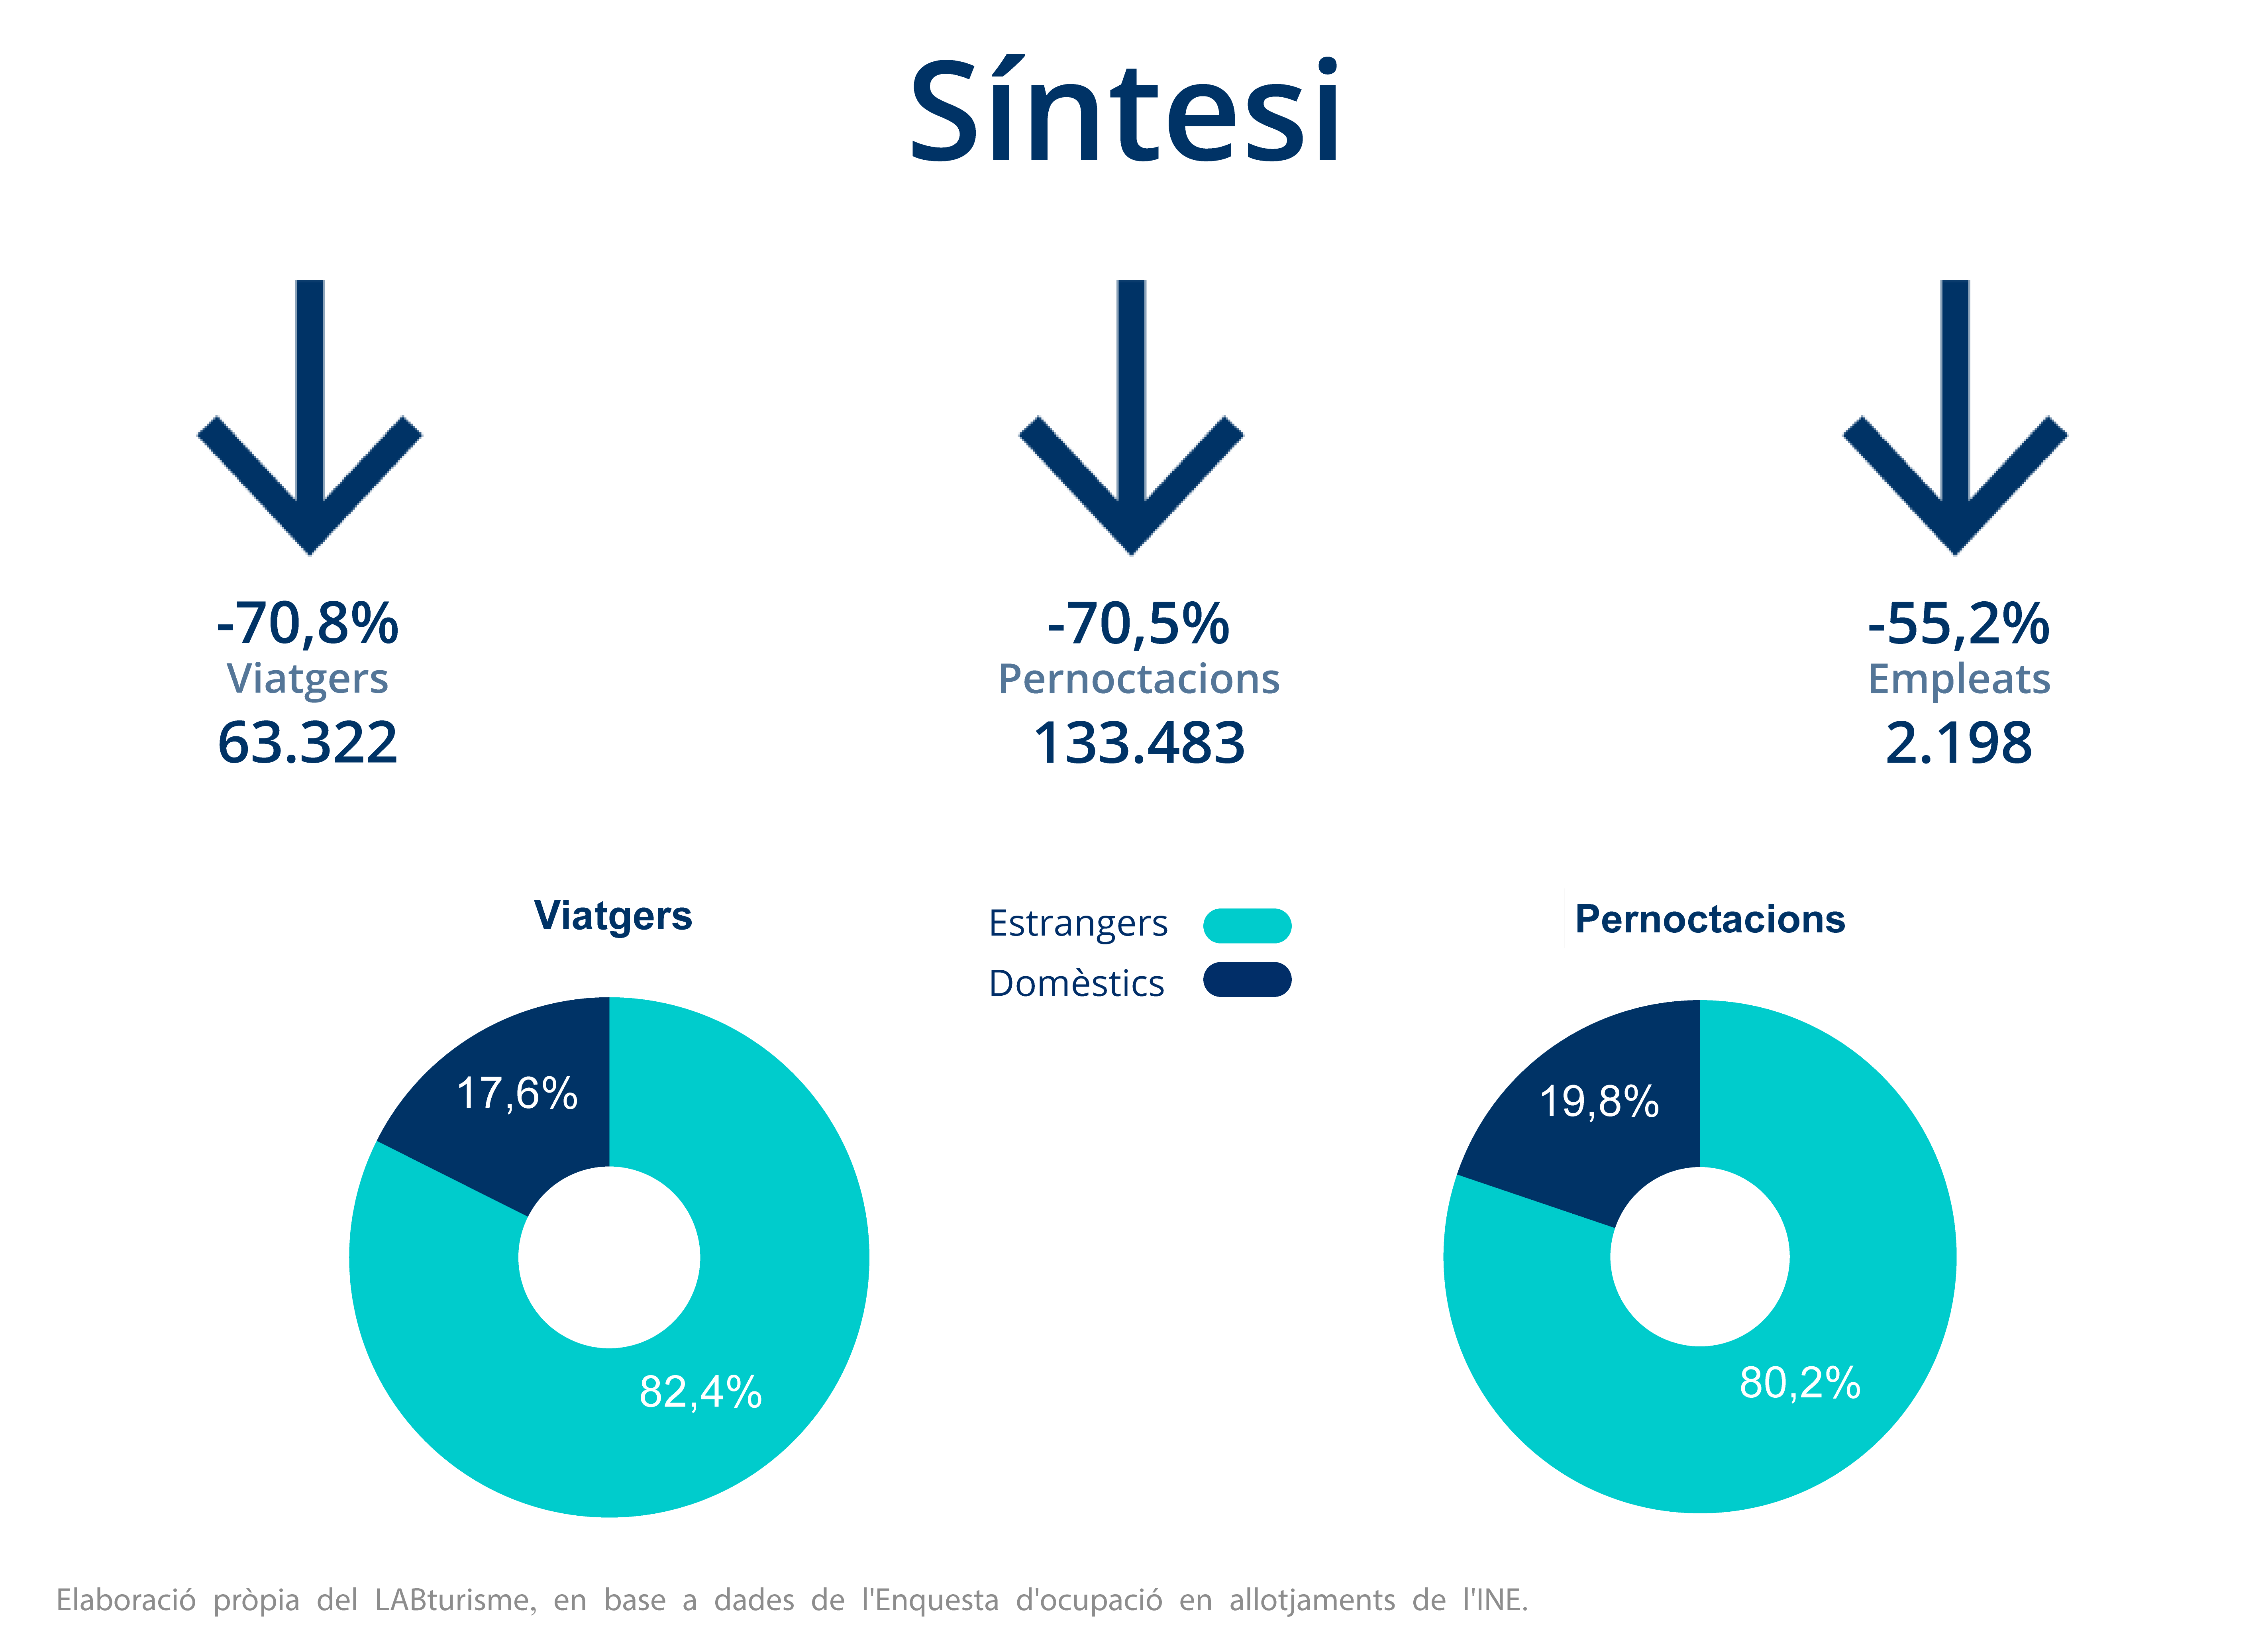 Síntesi
-70,8%
Viatgers
63.322
-70,5%
Pernoctacions
133.483
-55,2%
Empleats
2.198
Viatgers
Estrangers
Domèstics
Pernoctacions
17,6%
82,4%
19,8%
80,2%
Elaboració pròpia del LABturisme, en base a dades de l'Enquesta d'ocupació en allotjaments de l'INE.